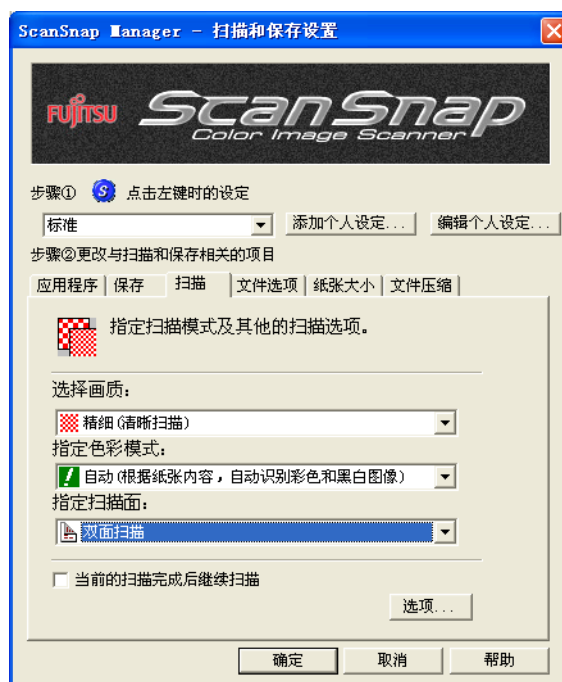 ScanSnap Manager - 扫描和保存设置
FUJITSU ScanSnap
Color Image Scanner
步骤① S 点击左键时的设定
标准 添加个人设定... 编辑个人设定...
步骤②更改与扫描和保存相关的项目
应用程序 保存 扫描 文件选项 纸张大小 文件压缩
指定扫描模式及其他的扫描选项。
选择画质：
精细(清晰扫描)
指定色彩模式：
自动(根据纸张内容，自动识别彩色和黑白图像)
指定扫描面：
双面扫描
当前的扫描完成后继续扫描
选项...
确定 取消 帮助